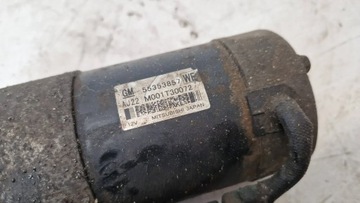 GM 55353857 WE
AJ22 M001T30072
12V MITSUBISHI JAPAN